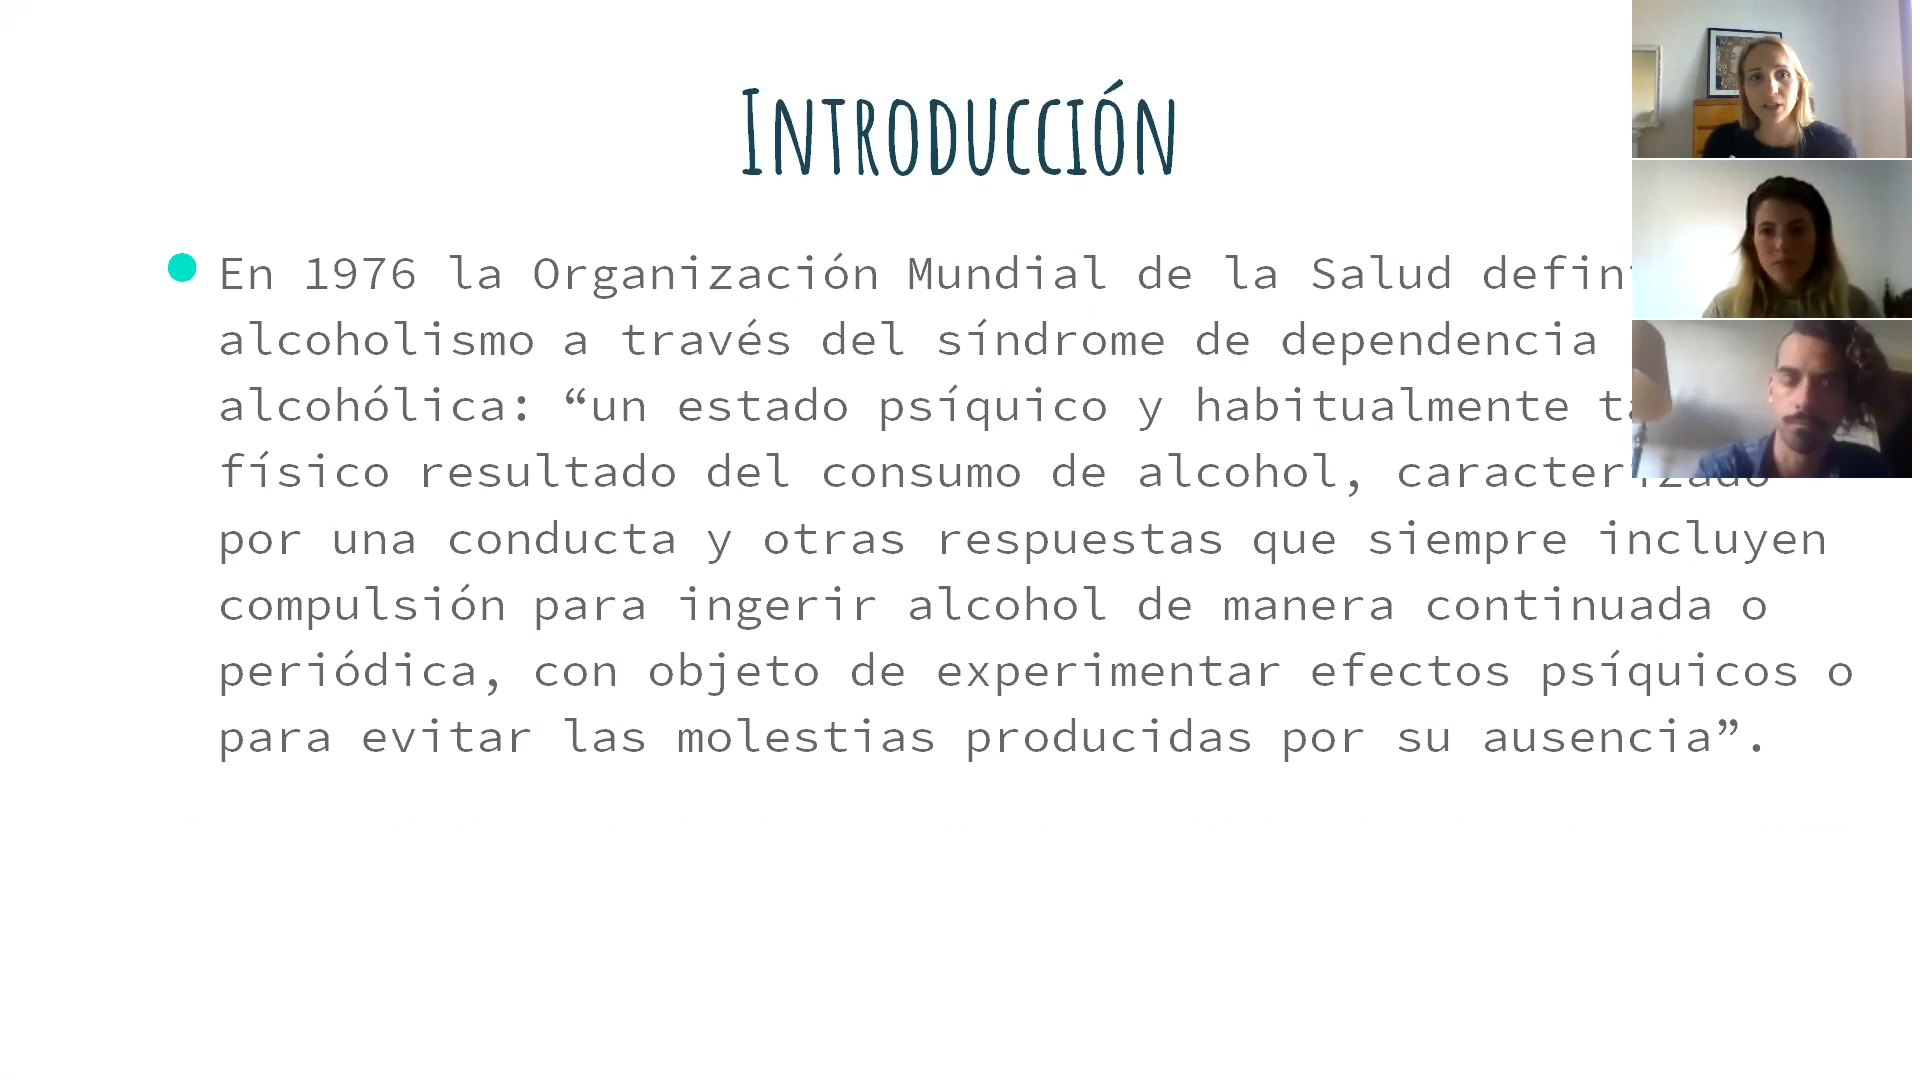 Introducción
En 1976 la Organización Mundial de la Salud
alcoholismo a través del síndrome de dependencia
alcohólica: “un estado psíquico y habitualmente
físico resultado del consumo de alcohol, caracterizado
por una conducta y otras respuestas que siempre incluyen
compulsión para ingerir alcohol de manera continuada o
periódica, con objeto de experimentar efectos psíquicos o
para evitar las molestias producidas por su ausencia”.